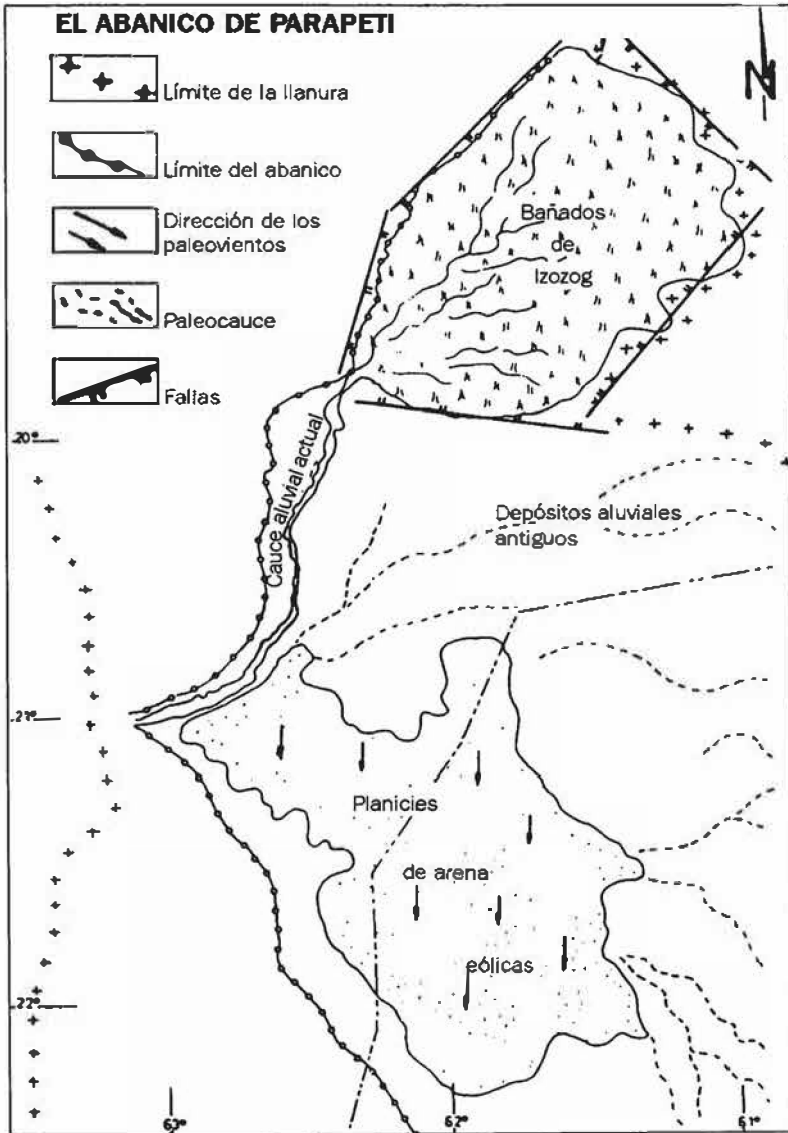 EL ABANICO DE PARAPETI
Límite de la llanura
Límite del abanico
Dirección de los
paleovientos
Paleocauce
Fallas
N
Bañados
de
Izozog
20°
Cauce aluvial actual
Depósitos aluviales
antiguos
21°
Planicies
de arena
eólicas
22°
63°
62°
61°